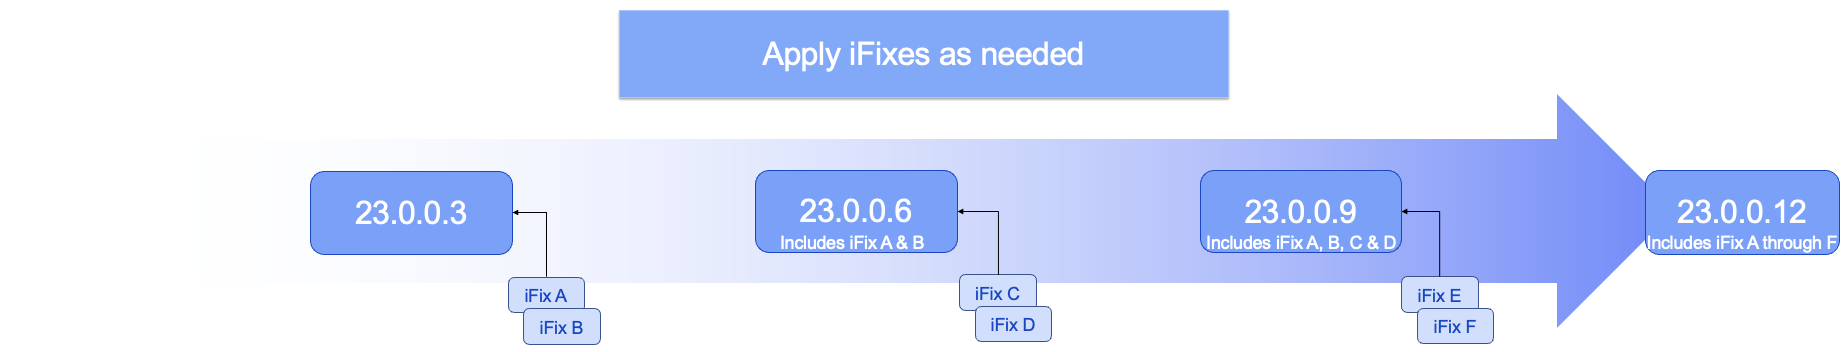 Apply iFixes as needed
23.0.0.3
23.0.0.6
Includes iFix A & B
23.0.0.9
Includes iFix A, B, C & D
23.0.0.12
Includes iFix A through F
iFix A
iFix B
iFix C
iFix D
iFix E
iFix F